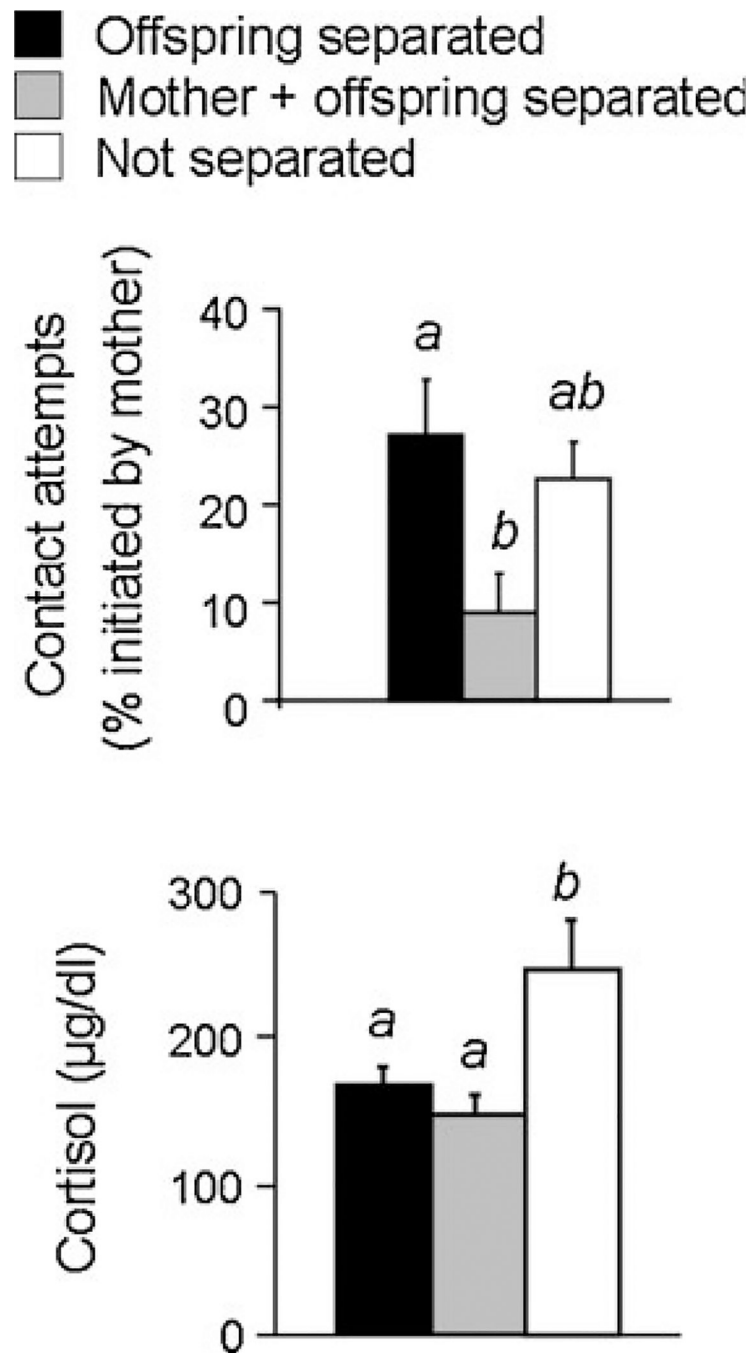 Offspring separated
Mother + offspring separated
Not separated
Contact attempts
(% initiated by mother)
40
30
20
10
0
a
b
ab
Cortisol (µg/dl)
300
200
100
0
a
a
b